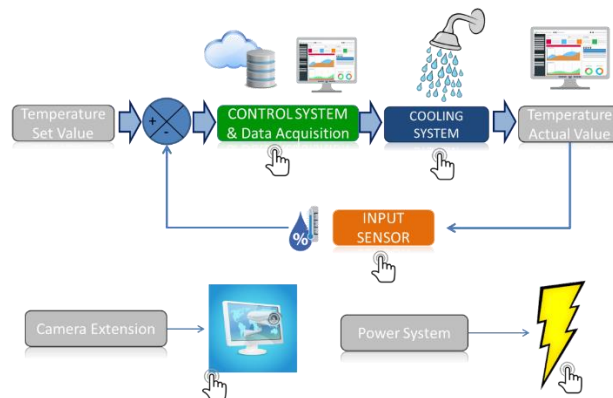 Temperature
Set Value
+
-
CONTROL SYSTEM
& Data Acquisition
COOLING
SYSTEM
Temperature
Actual Value
%
INPUT
SENSOR
Camera Extension
Power System